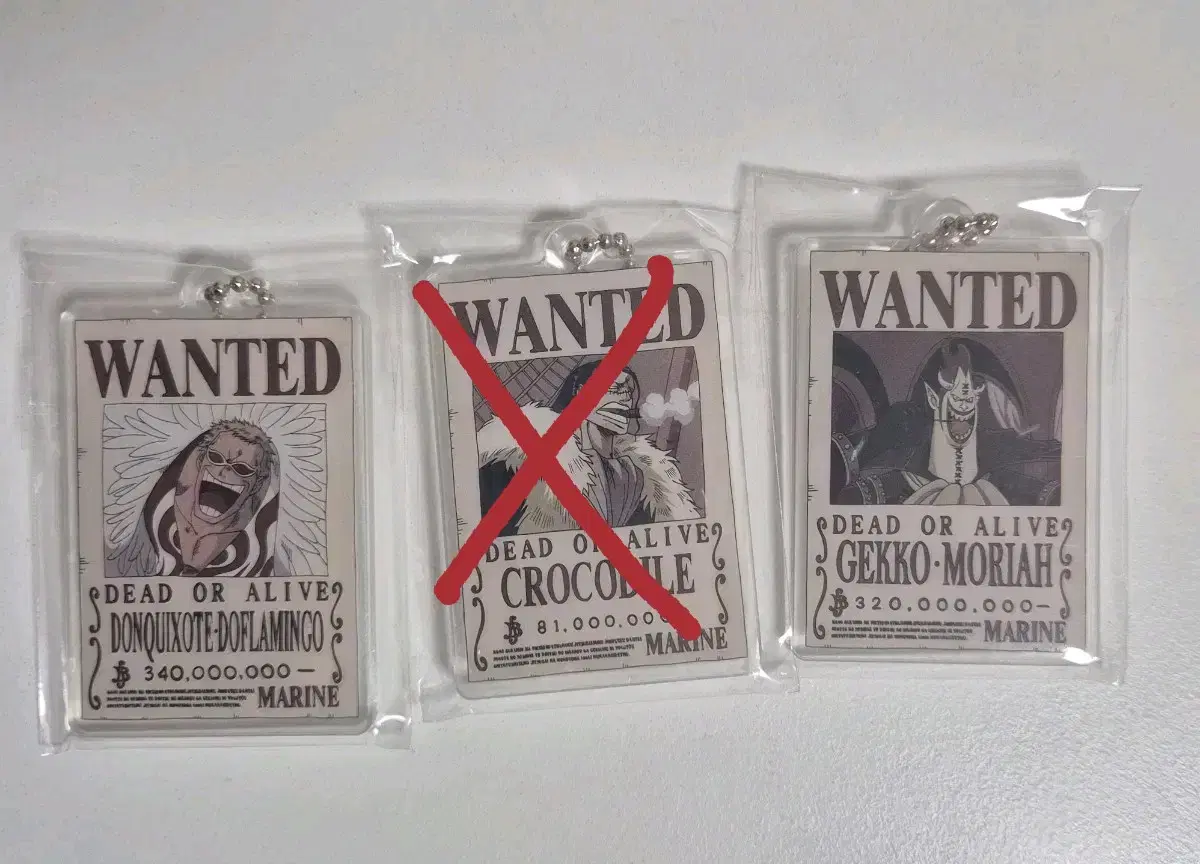 WANTED
DEAD OR ALIVE
DONQUIXOTE·DOFLAMINGO
฿ 340,000,000—
MARINE
WANTED
DEAD OR ALIVE
CROCODILE
฿ 81,000,000
MARINE
WANTED
DEAD OR ALIVE
GEKKO·MORIAH
฿ 320,000,000—
MARINE